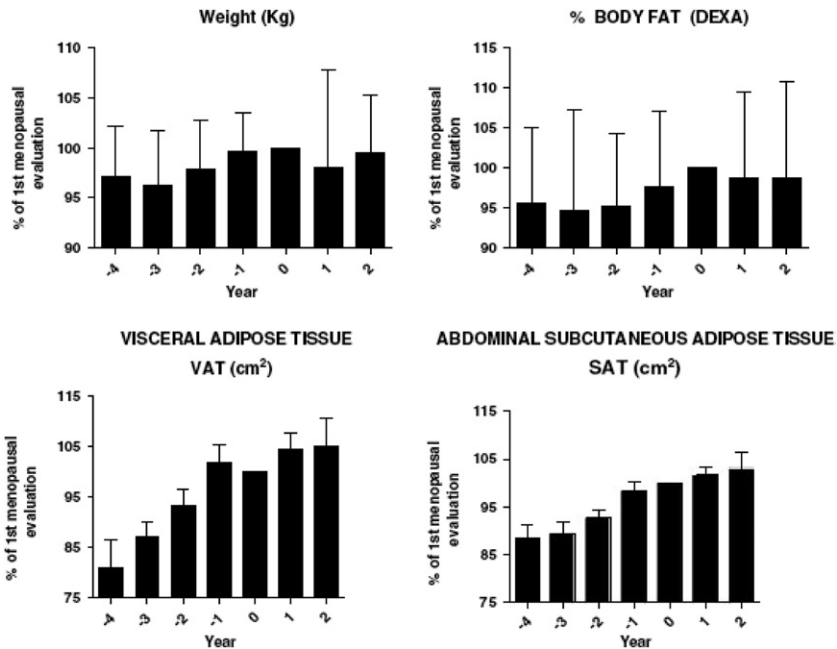 Weight (Kg)
% of 1st menopausal
evaluation
110
105
100
95
90
-4 -3 -2 -1 0 1 2
Year
% BODY FAT (DEXA)
% of 1st menopausal
evaluation
115
110
105
100
95
90
-4 -3 -2 -1 0 1 2
Year
VISCERAL ADIPOSE TISSUE
VAT (cm²)
% of 1st menopausal
evaluation
115
105
95
85
75
-4 -3 -2 -1 0 1 2
Year
ABDOMINAL SUBCUTANEOUS ADIPOSE TISSUE
SAT (cm²)
% of 1st menopausal
evaluation
115
105
95
85
75
-4 -3 -2 -1 0 1 2
Year